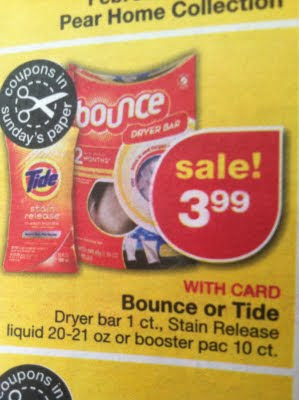 Pear Home Collection
coupons in
sunday's paper
bounce
DRYER BAR
2
MONTHS*
Tide
stain
release
sale!
3.99
WITH CARD
Bounce or Tide
Dryer bar 1 ct., Stain Release
liquid 20-21 oz or booster pac 10 ct.
coupons in